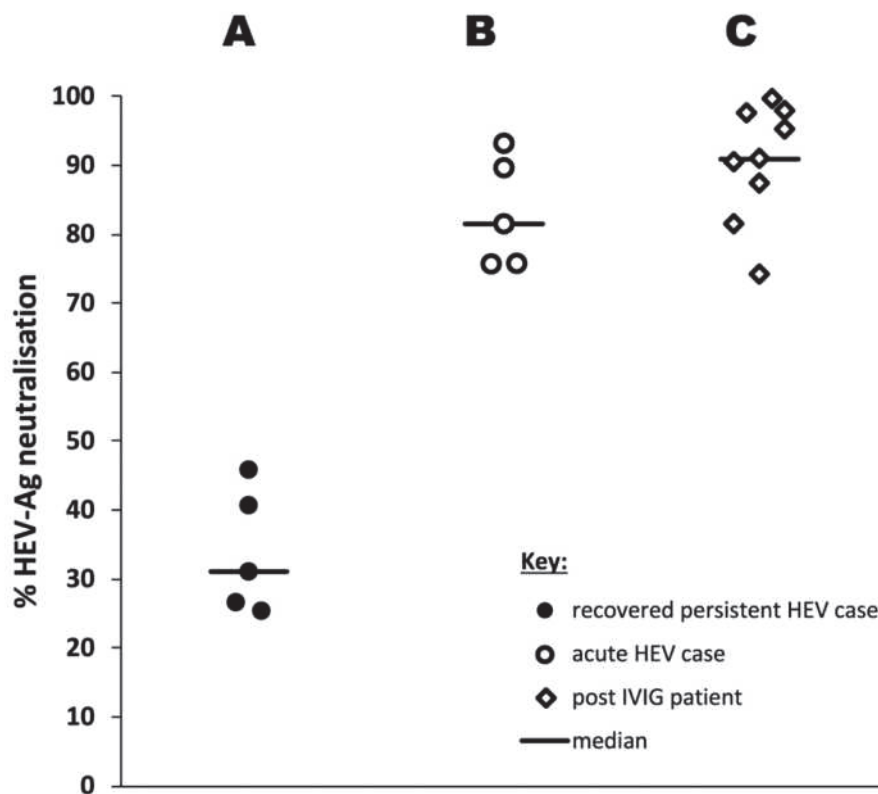 A B C
% HEV-Ag neutralisation
100
90
80
70
60
50
40
30
20
10
0
Key:
recovered persistent HEV case
acute HEV case
post IVIG patient
median